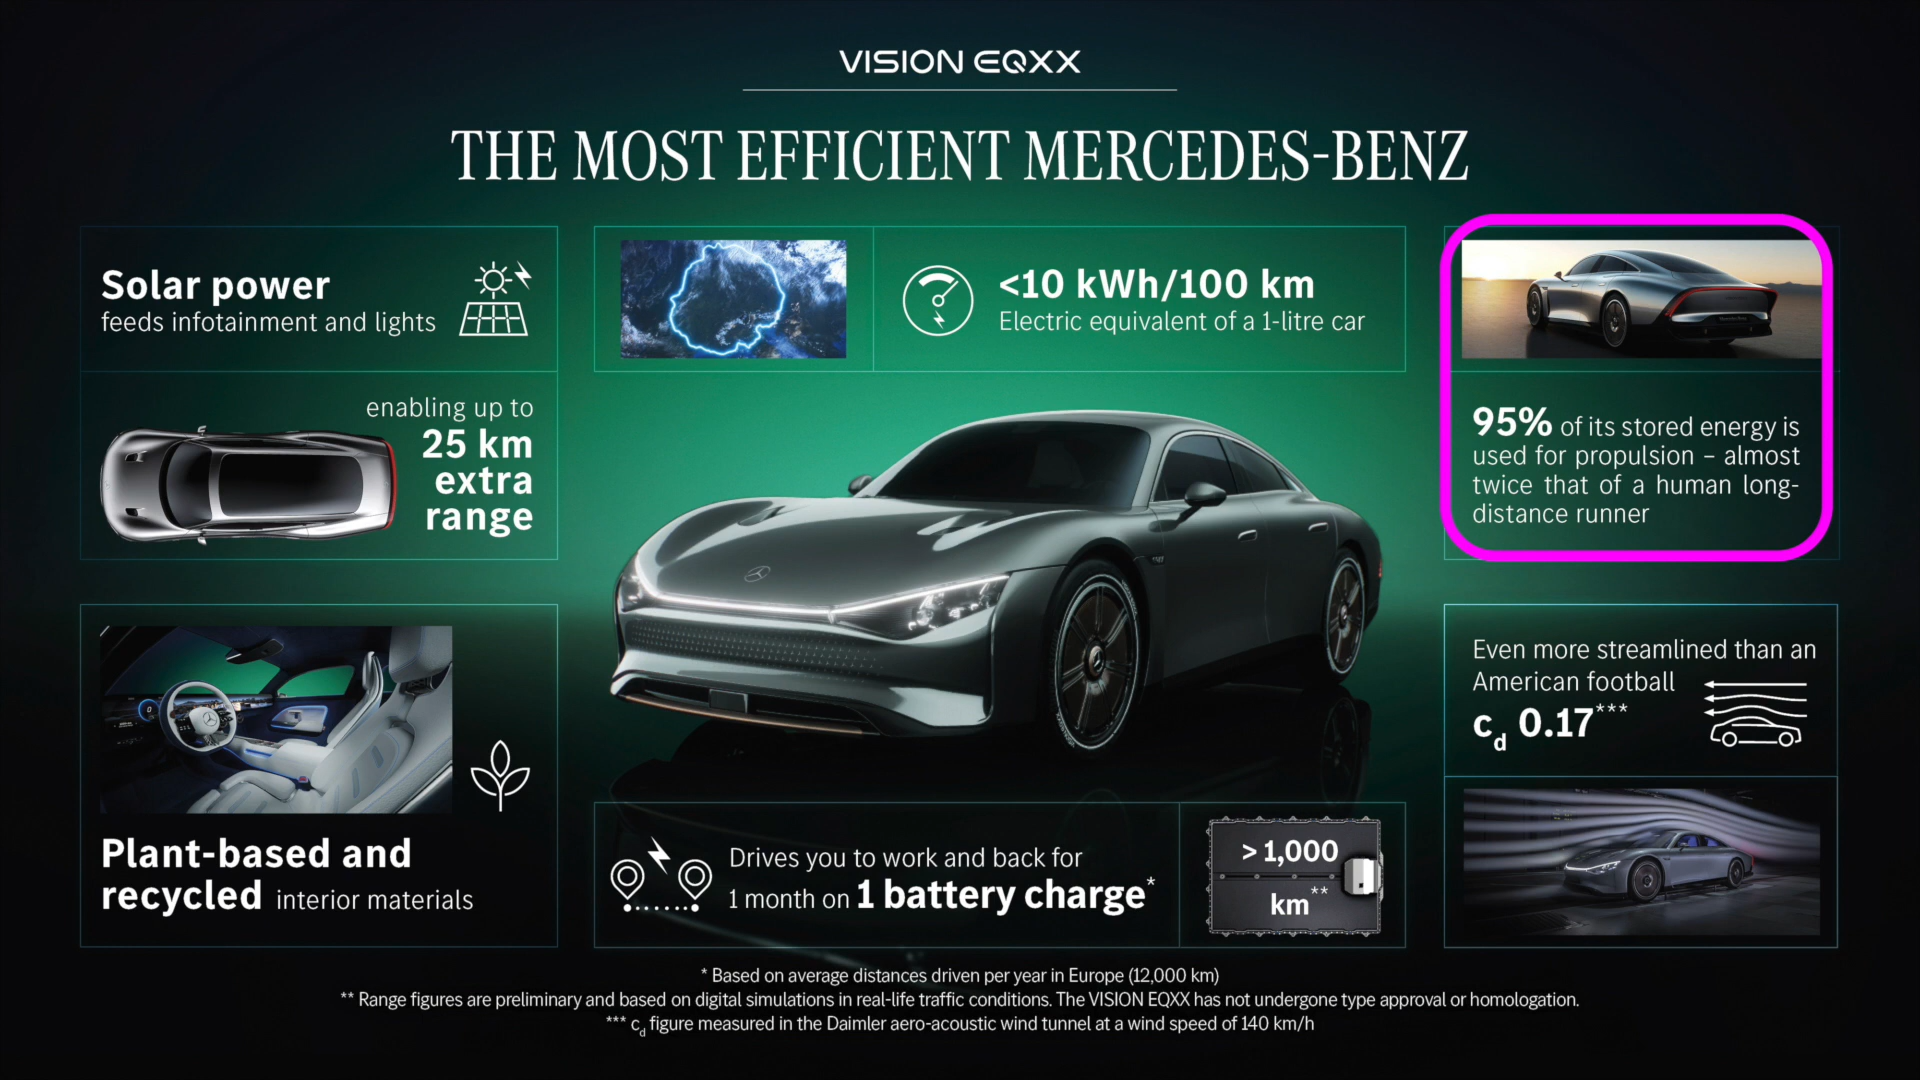 VISION EQXX
THE MOST EFFICIENT MERCEDES-BENZ
Solar power
feeds infotainment and lights
enabling up to
25 km
extra
range
<10 kWh/100 km
Electric equivalent of a 1-litre car
95% of its stored energy is
used for propulsion – almost
twice that of a human long-
distance runner
Plant-based and
recycled interior materials
Drives you to work and back for
1 month on 1 battery charge*
> 1,000
km**
Even more streamlined than an
American football
cd 0.17***
* Based on average distances driven per year in Europe (12,000 km)
** Range figures are preliminary and based on digital simulations in real-life traffic conditions. The VISION EQXX has not undergone type approval or homologation.
*** cd figure measured in the Daimler aero-acoustic wind tunnel at a wind speed of 140 km/h